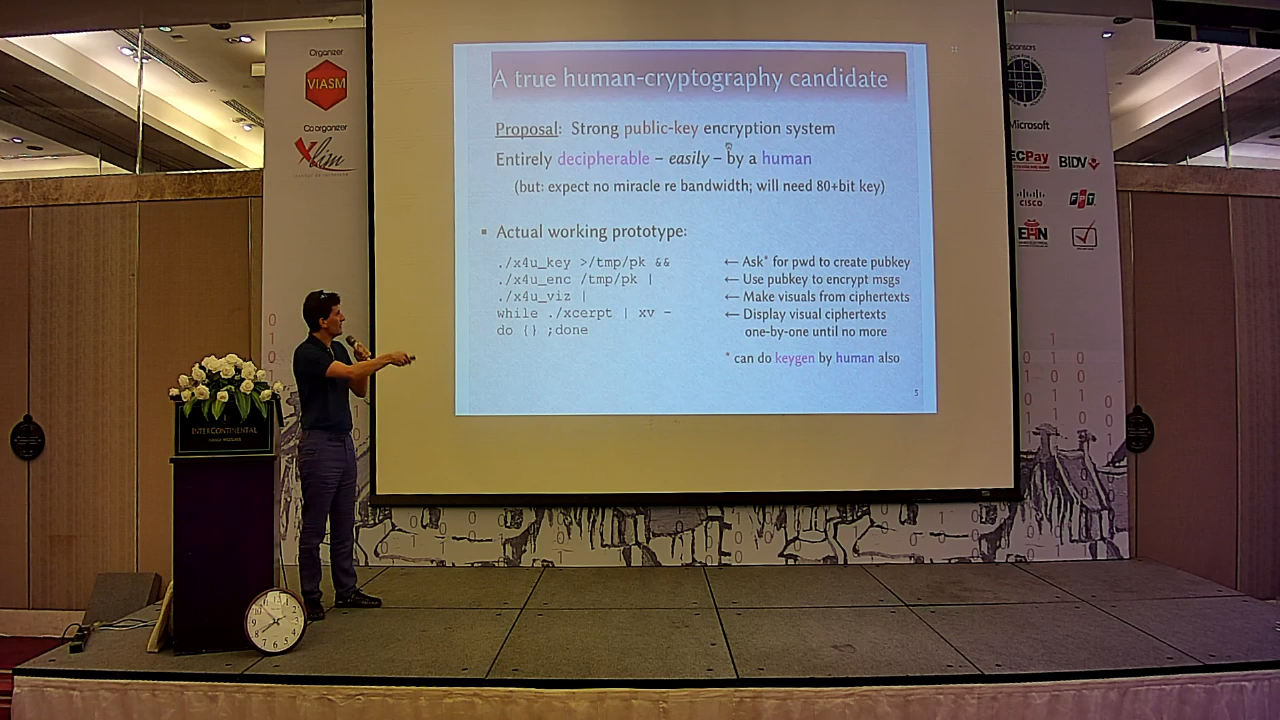 Organizer
VIASM
Co organizer
Xlim
A true human-cryptography candidate
Proposal: Strong public-key encryption system
Entirely decipherable – easily – by a human
(but: expect no miracle re bandwidth; will need 80+bit key)
▪ Actual working prototype:
./x4u_key >/tmp/pk && ← Ask* for pwd to create pubkey
./x4u_enc /tmp/pk | ← Use pubkey to encrypt msgs
./x4u_viz | ← Make visuals from ciphertexts
while ./xcerpt | xv – ← Display visual ciphertexts
do {} ;done one-by-one until no more
* can do keygen by human also
5
Sponsors
Microsoft
ECPay
BIDV
CISCO
FPT
EHN
INTERCONTINENTAL